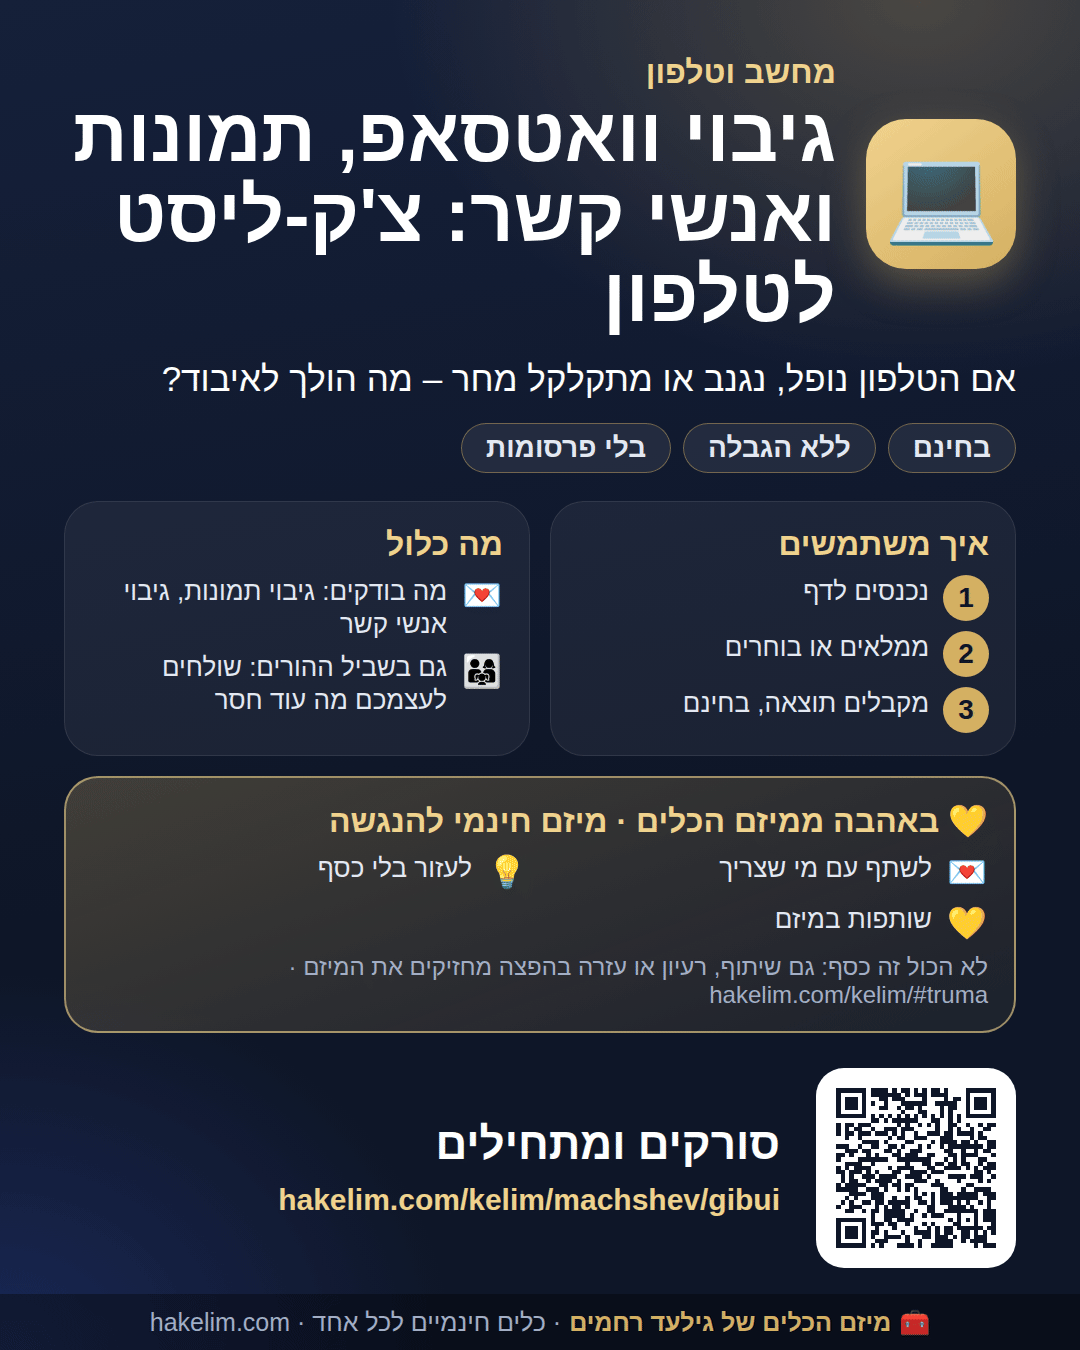 מחשב וטלפון
גיבוי וואטסאפ, תמונות
ואנשי קשר: צ'ק-ליסט
לטלפון
אם הטלפון נופל, נגנב או מתקלקל מחר – מה הולך לאיבוד?
בחינם
ללא הגבלה
בלי פרסומות
איך משתמשים
1 נכנסים לדף
2 ממלאים או בוחרים
3 מקבלים תוצאה, בחינם
מה כלול
💌 מה בודקים: גיבוי תמונות, גיבוי
אנשי קשר
👨‍👩‍👧 גם בשביל ההורים: שולחים
לעצמכם מה עוד חסר
💛 באהבה ממיזם הכלים · מיזם חינמי להנגשה
💌 לשתף עם מי שצריך
💡 לעזור בלי כסף
💛 שותפות במיזם
לא הכול זה כסף: גם שיתוף, רעיון או עזרה בהפצה מחזיקים את המיזם ·
hakelim.com/kelim/#truma
סורקים ומתחילים
hakelim.com/kelim/machshev/gibui
🧰 מיזם הכלים של גילעד רחמים · כלים חינמיים לכל אחד · hakelim.com